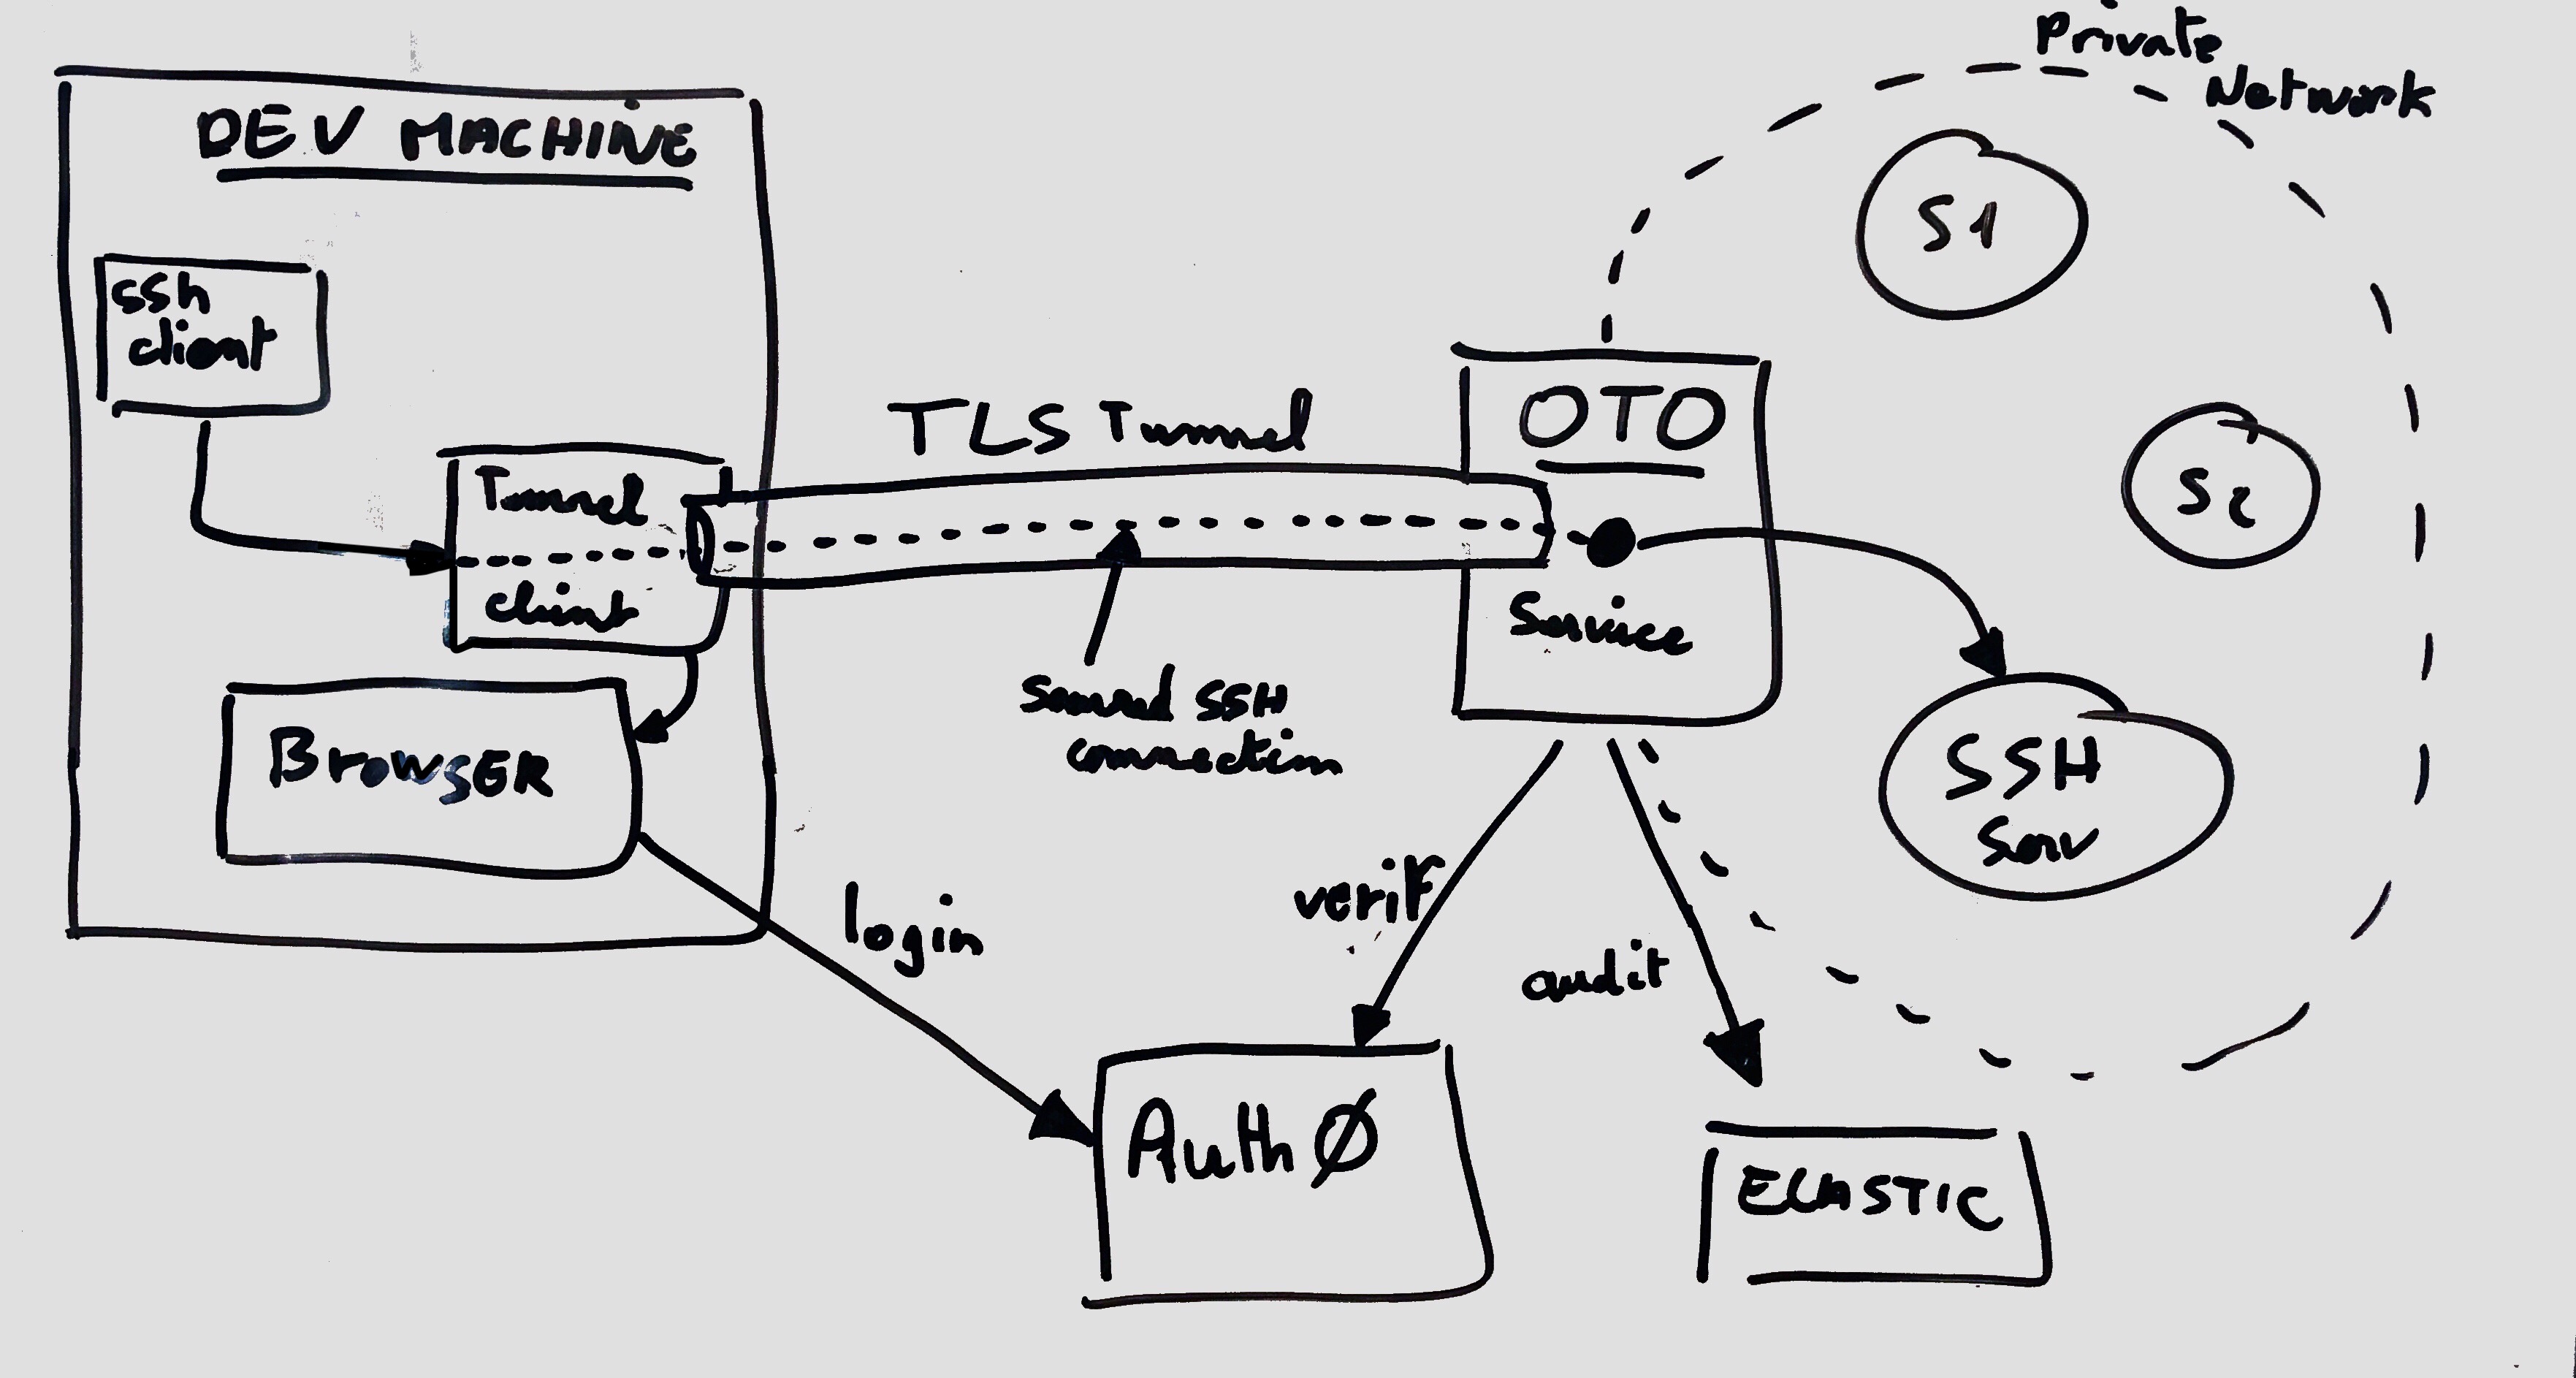 Private
Network
DEV MACHINE
S1
ssh
client
OTO
TLS Tunnel
S2
Tunnel
client
Service
Secured SSH
connection
BROWSER
SSH
Serv
login
verif
audit
AuthØ
ELASTIC